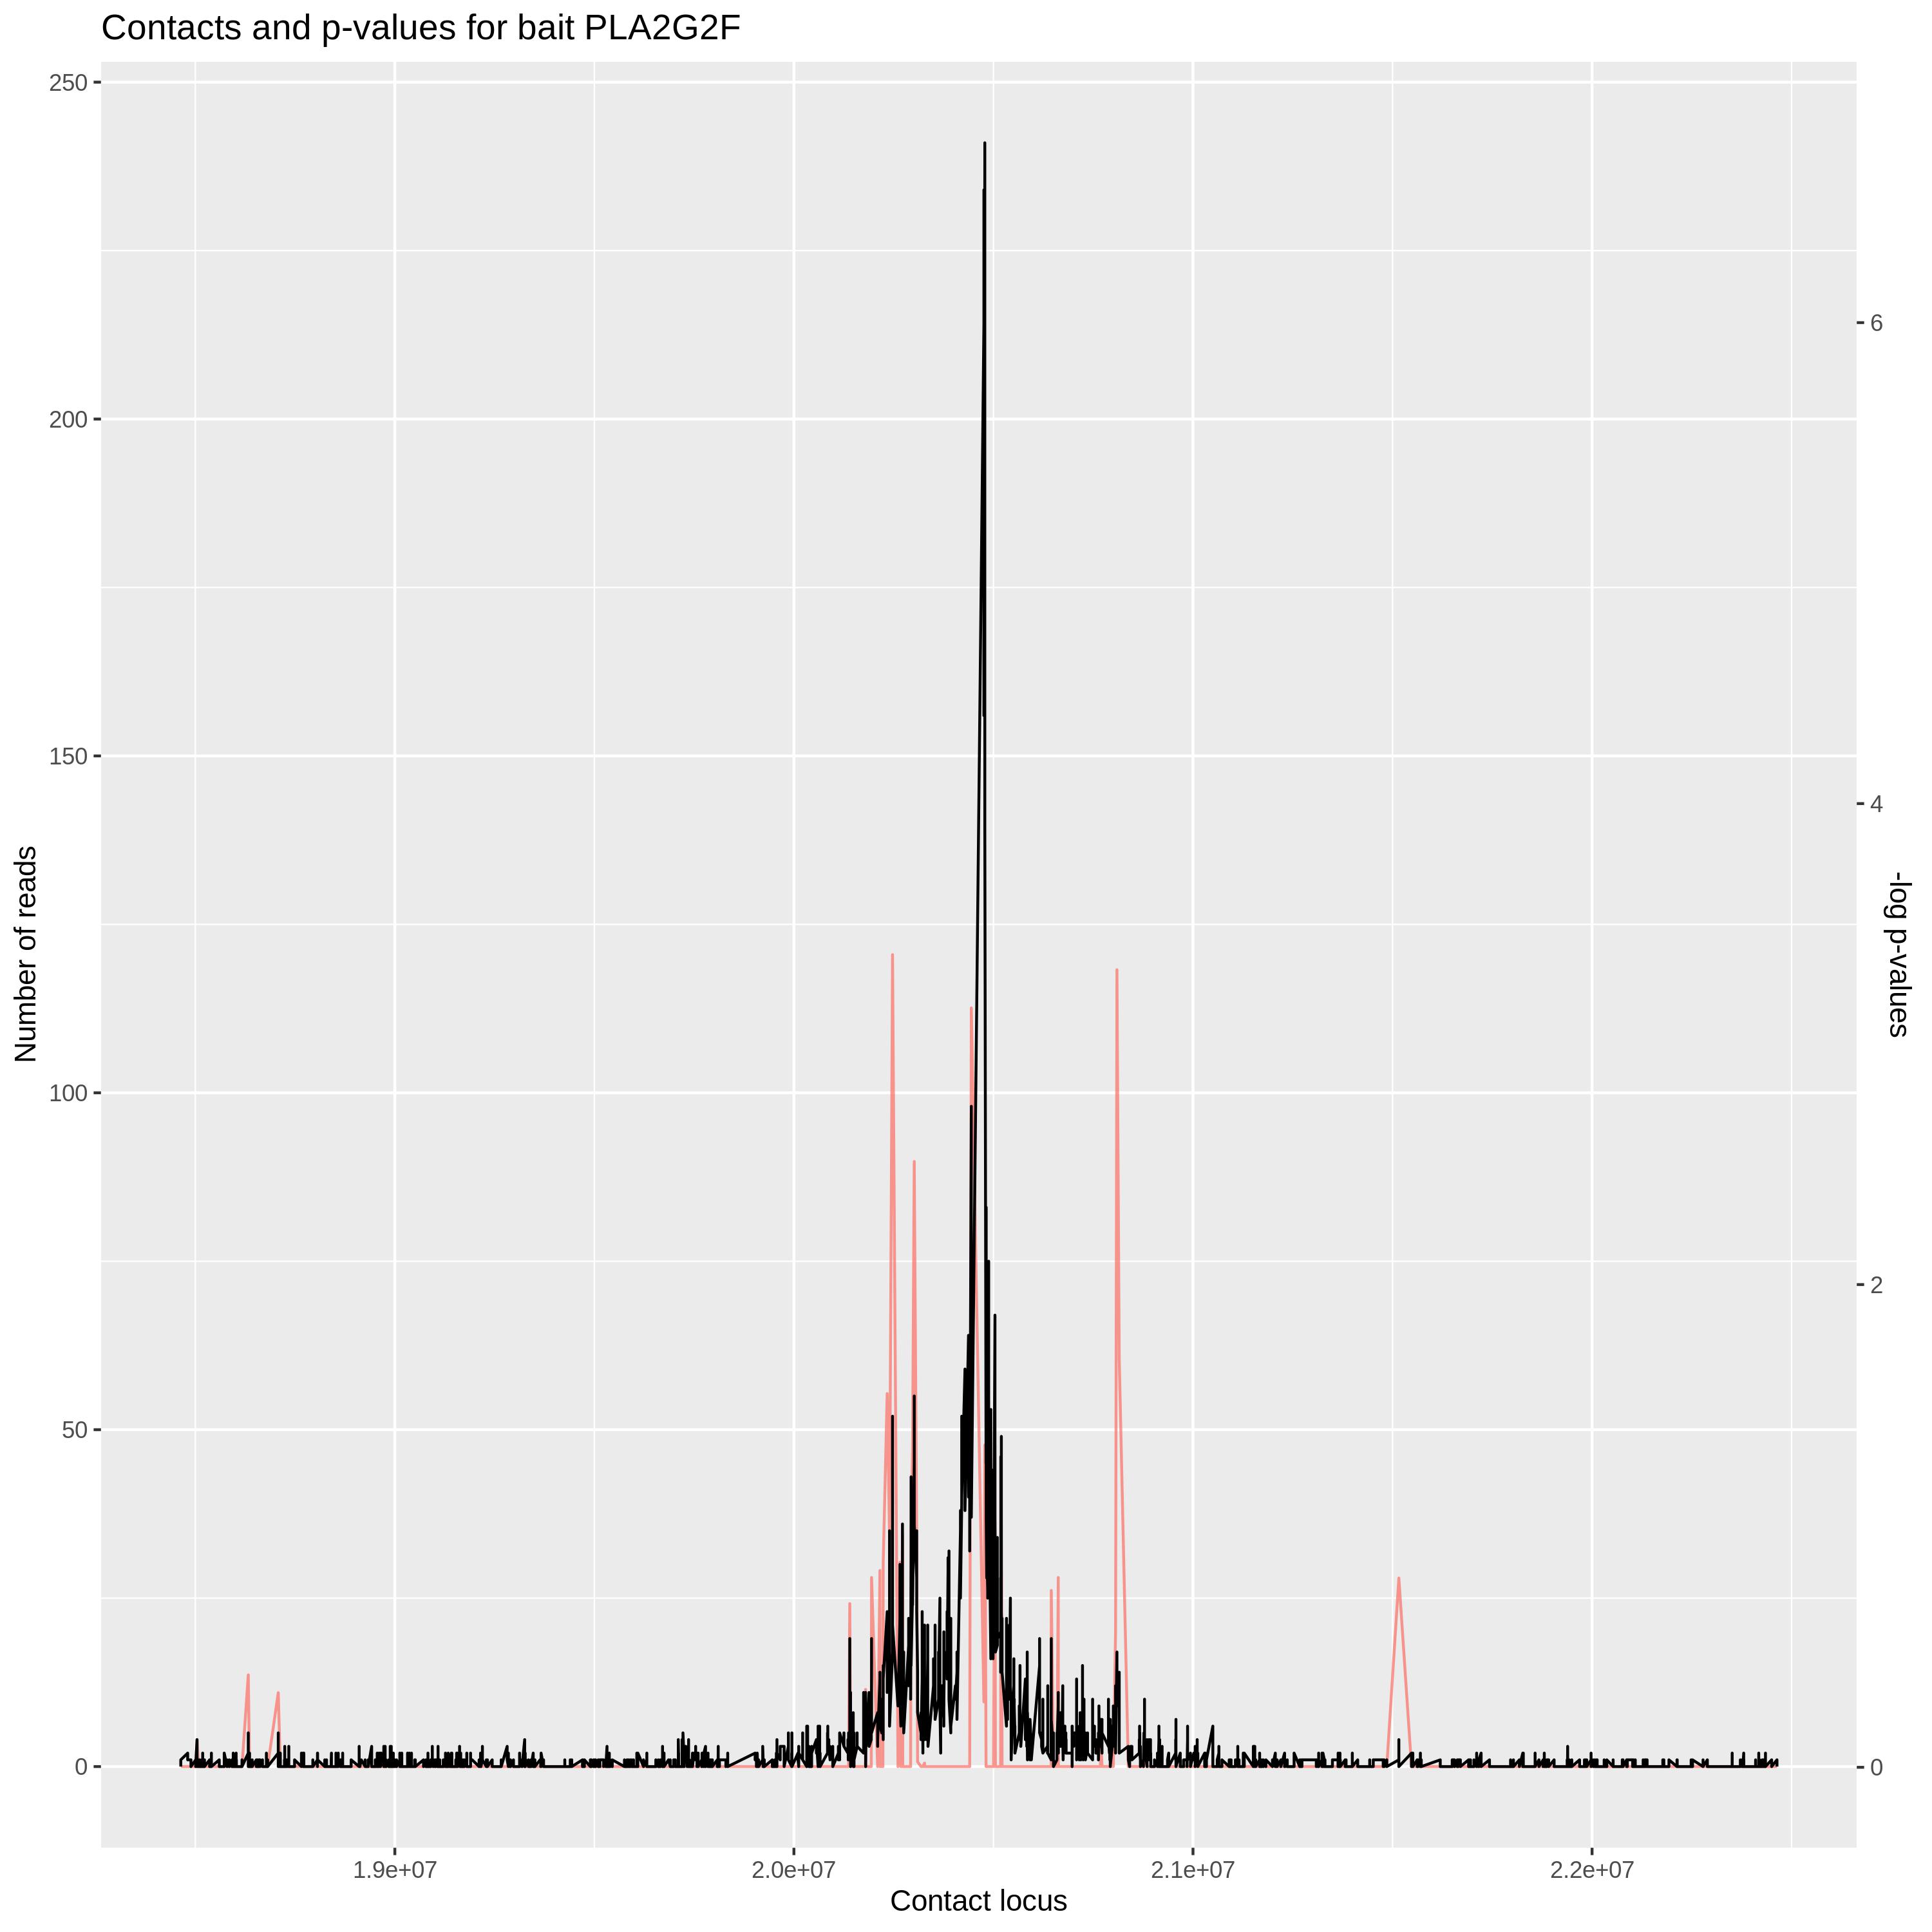 Contacts and p-values for bait PLA2G2F
250
200
150
100
50
0
Number of reads
6
4
2
0
-log p-values
1.9e+07
2.0e+07
2.1e+07
2.2e+07
Contact locus